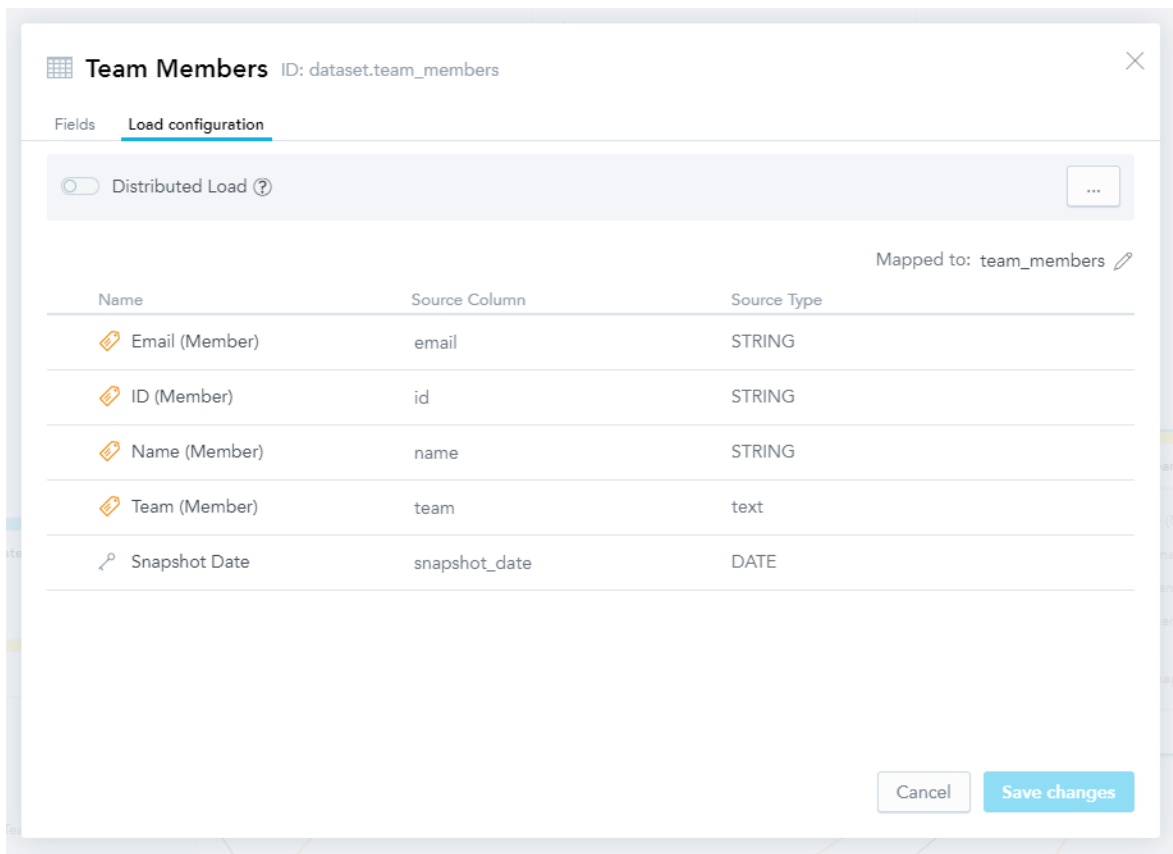 Team Members ID: dataset.team_members
Fields Load configuration
Distributed Load ?
...
Mapped to: team_members
Name Source Column Source Type
Email (Member) email STRING
ID (Member) id STRING
Name (Member) name STRING
Team (Member) team text
Snapshot Date snapshot_date DATE
Cancel Save changes